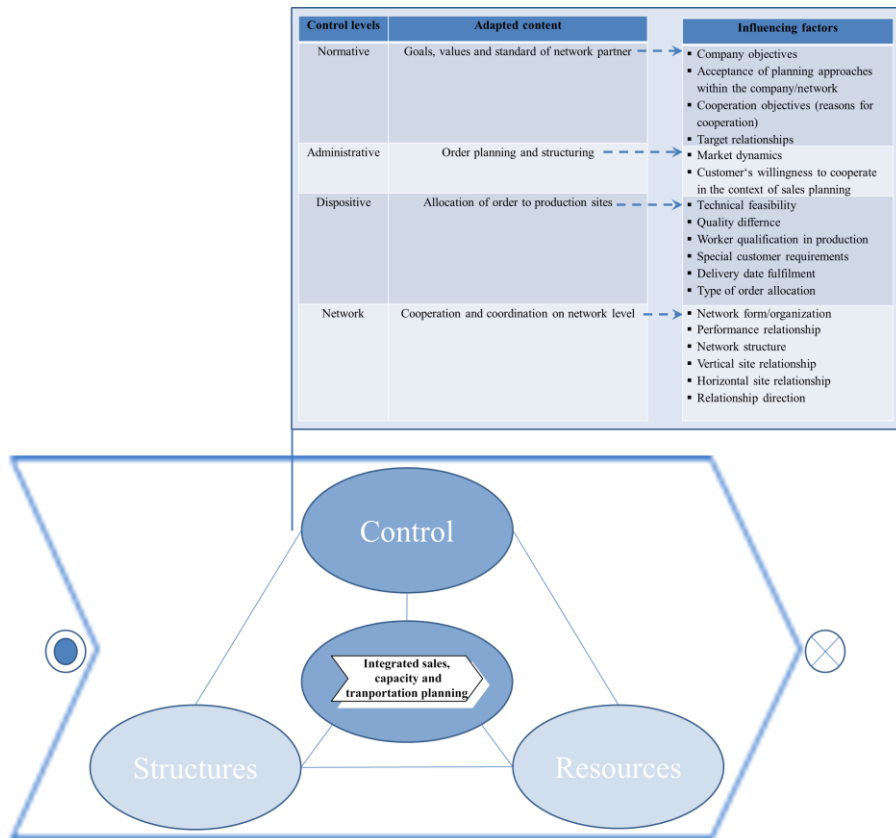 Control levels Adapted content Influencing factors
Normative Goals, values and standard of network partner
▪ Company objectives
▪ Acceptance of planning approaches
within the company/network
▪ Cooperation objectives (reasons for
cooperation)
▪ Target relationships
Administrative Order planning and structuring
▪ Market dynamics
▪ Customer‘s willingness to cooperate
in the context of sales planning
Dispositive Allocation of order to production sites
▪ Technical feasibility
▪ Quality differnce
▪ Worker qualification in production
▪ Special customer requirements
▪ Delivery date fulfilment
▪ Type of order allocation
Network Cooperation and coordination on network level
▪ Network form/organization
▪ Performance relationship
▪ Network structure
▪ Vertical site relationship
▪ Horizontal site relationship
▪ Relationship direction
Control
Integrated sales,
capacity and
tranportation planning
Structures
Resources